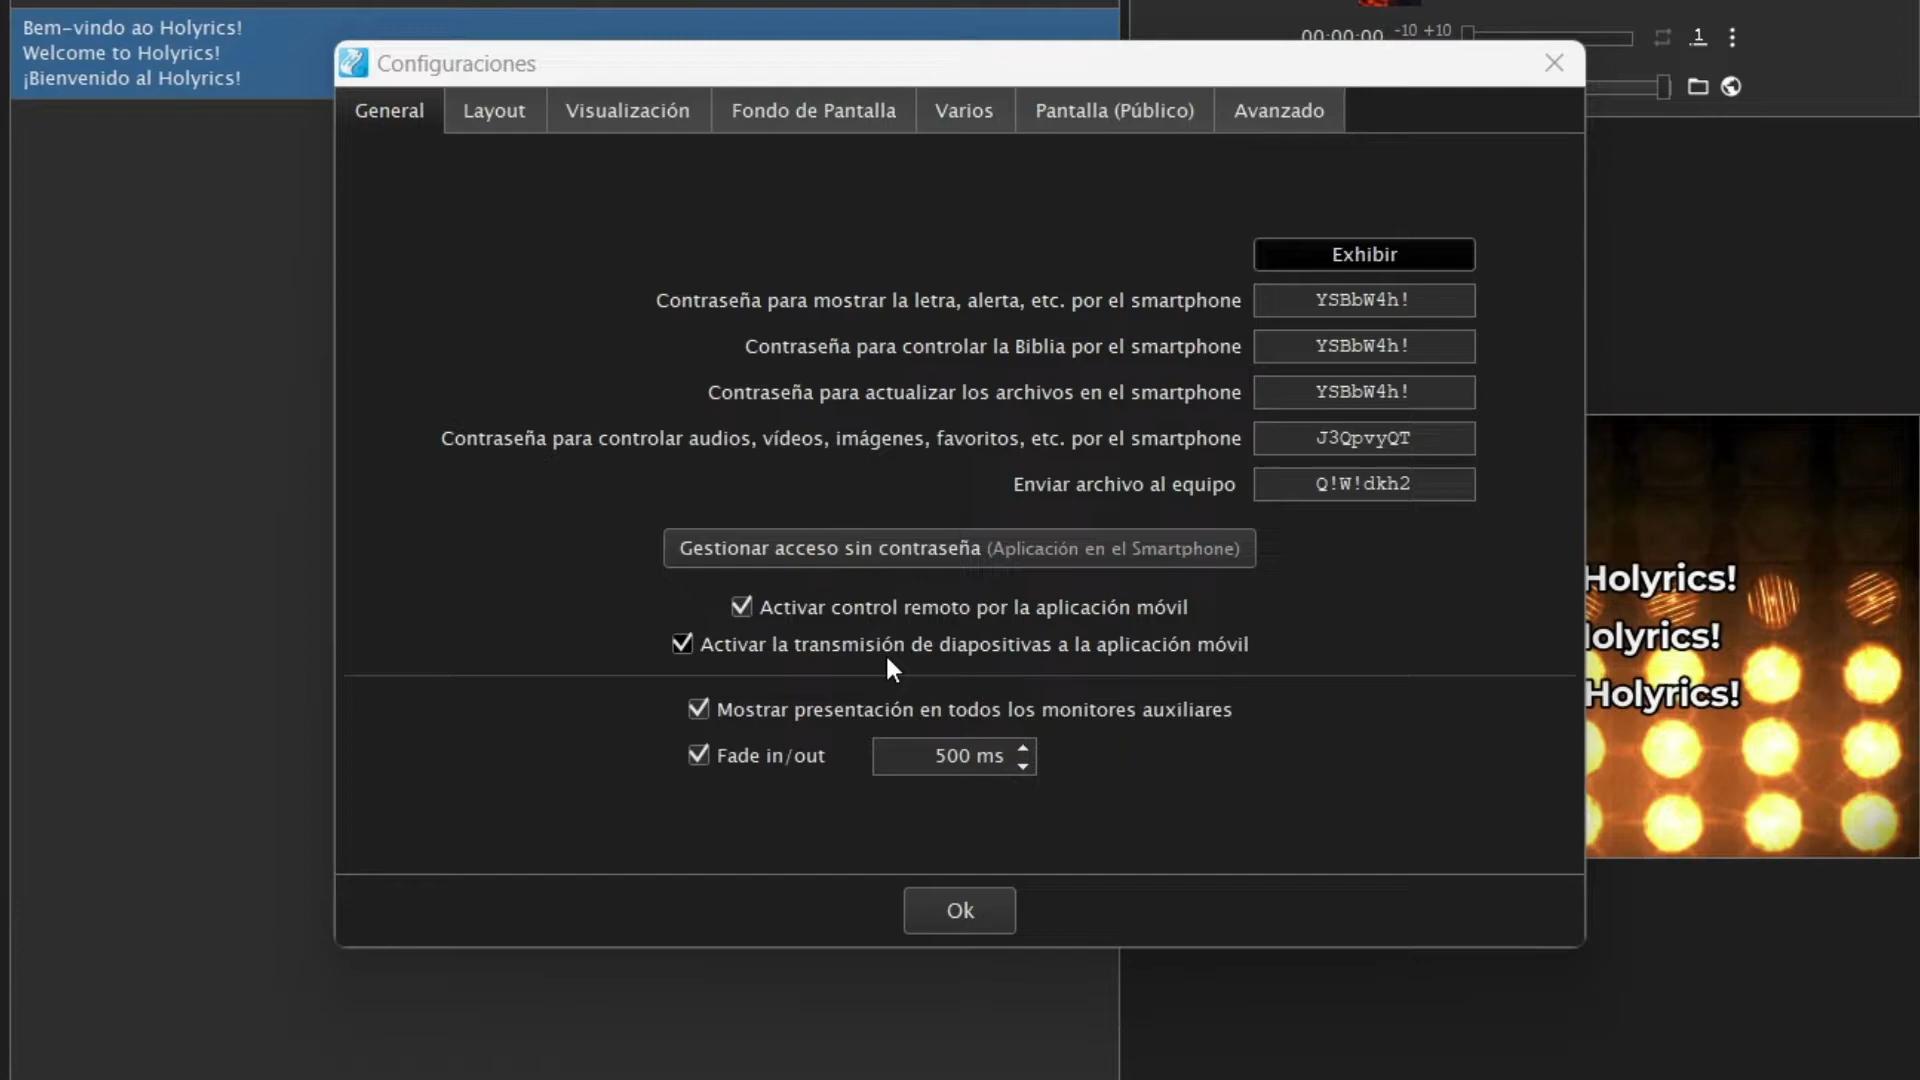 Bem-vindo ao Holyrics!
Welcome to Holyrics!
¡Bienvenido al Holyrics!
00:00:00 -10 +10
1
Configuraciones
General Layout Visualización Fondo de Pantalla Varios Pantalla (Público) Avanzado
Exhibir
Contraseña para mostrar la letra, alerta, etc. por el smartphone YSBbW4h!
Contraseña para controlar la Biblia por el smartphone YSBbW4h!
Contraseña para actualizar los archivos en el smartphone YSBbW4h!
Contraseña para controlar audios, vídeos, imágenes, favoritos, etc. por el smartphone J3QpvyQT
Enviar archivo al equipo Q!W!dkh2
Gestionar acceso sin contraseña (Aplicación en el Smartphone)
Activar control remoto por la aplicación móvil
Activar la transmisión de diapositivas a la aplicación móvil
Mostrar presentación en todos los monitores auxiliares
Fade in/out 500 ms
Ok
Holyrics!
olyrics!
Holyrics!